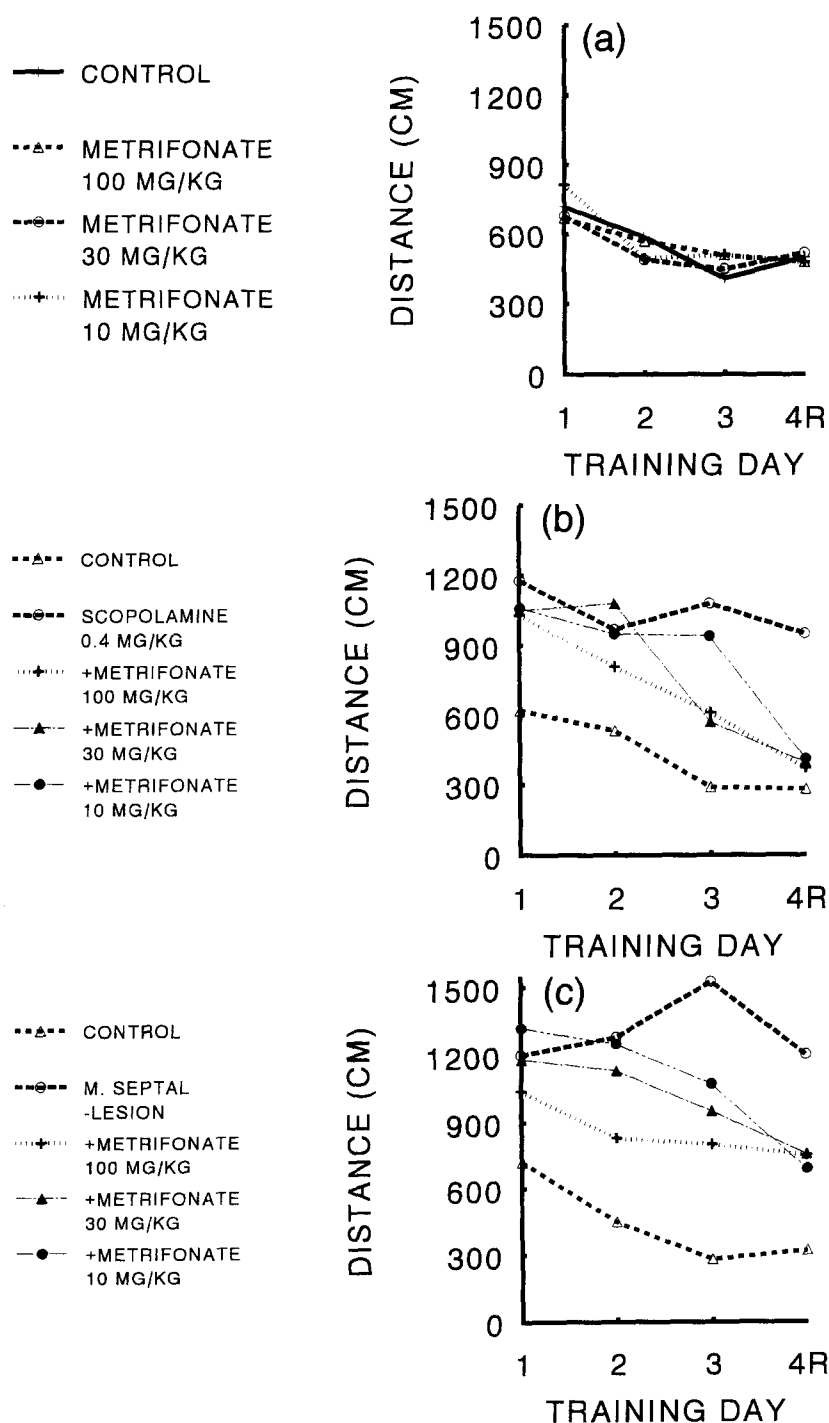 (a)
CONTROL
METRIFONATE
100 MG/KG
METRIFONATE
30 MG/KG
METRIFONATE
10 MG/KG
DISTANCE (CM)
1500
1200
900
600
300
0
1 2 3 4R
TRAINING DAY
(b)
CONTROL
SCOPOLAMINE
0.4 MG/KG
+METRIFONATE
100 MG/KG
+METRIFONATE
30 MG/KG
+METRIFONATE
10 MG/KG
DISTANCE (CM)
1500
1200
900
600
300
0
1 2 3 4R
TRAINING DAY
(c)
CONTROL
M. SEPTAL
-LESION
+METRIFONATE
100 MG/KG
+METRIFONATE
30 MG/KG
+METRIFONATE
10 MG/KG
DISTANCE (CM)
1500
1200
900
600
300
0
1 2 3 4R
TRAINING DAY